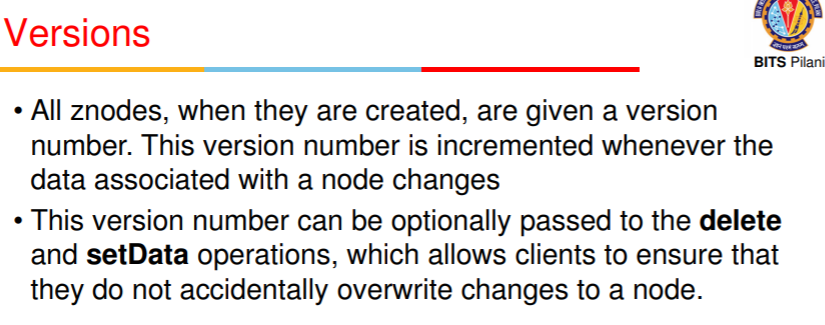 Versions
BITS Pilani
• All znodes, when they are created, are given a version
number. This version number is incremented whenever the
data associated with a node changes
• This version number can be optionally passed to the delete
and setData operations, which allows clients to ensure that
they do not accidentally overwrite changes to a node.